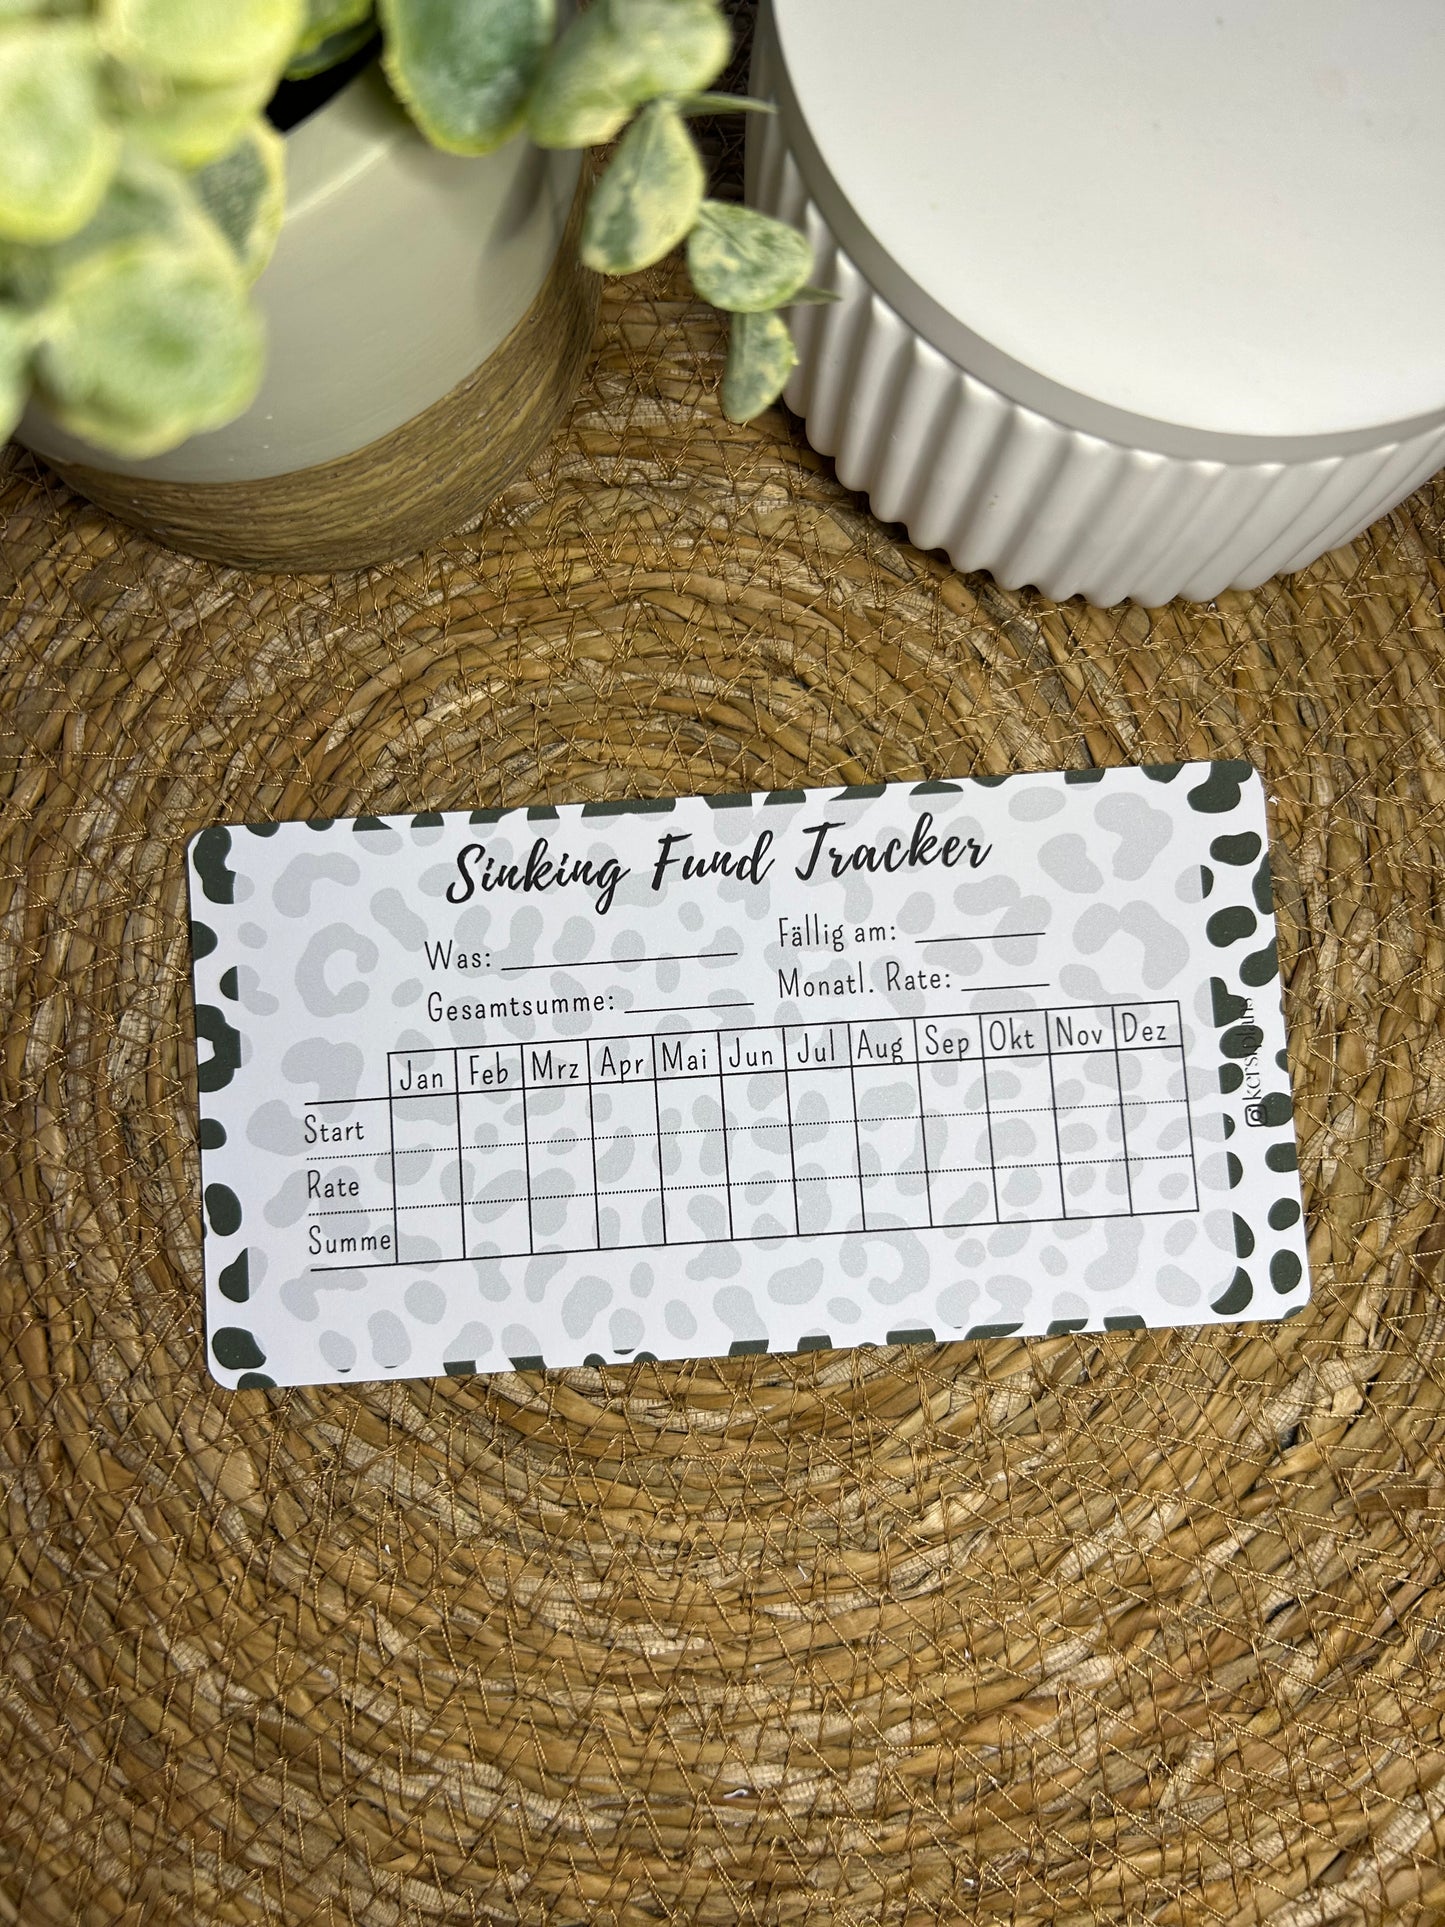 Sinking Fund Tracker
Was: Fällig am:
Gesamtsumme: Monatl. Rate:
Jan Feb Mrz Apr Mai Jun Jul Aug Sep Okt Nov Dez
Start
Rate
Summe